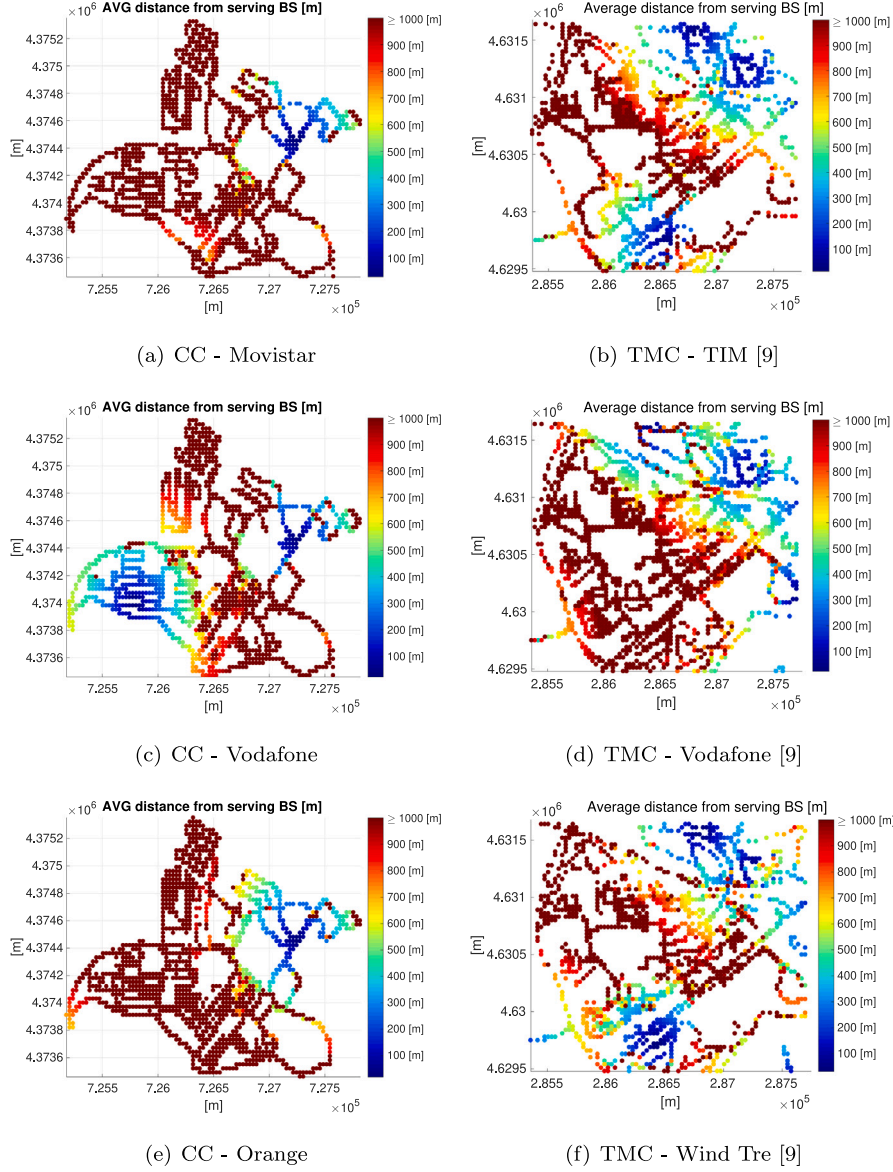 AVG distance from serving BS [m]
×10⁶
4.3752
4.375
4.3748
4.3746
4.3744
4.3742
4.374
4.3738
4.3736
[m]
7.255 7.26 7.265 7.27 7.275
[m]
×10⁵
≥ 1000 [m]
900 [m]
800 [m]
700 [m]
600 [m]
500 [m]
400 [m]
300 [m]
200 [m]
100 [m]
(a) CC - Movistar
Average distance from serving BS [m]
×10⁶
4.6315
4.631
4.6305
4.63
4.6295
2.855 2.86 2.865 2.87 2.875
[m]
×10⁵
≥ 1000 [m]
900 [m]
800 [m]
700 [m]
600 [m]
500 [m]
400 [m]
300 [m]
200 [m]
100 [m]
(b) TMC - TIM [9]
AVG distance from serving BS [m]
×10⁶
4.3752
4.375
4.3748
4.3746
4.3744
4.3742
4.374
4.3738
4.3736
[m]
7.255 7.26 7.265 7.27 7.275
[m]
×10⁵
≥ 1000 [m]
900 [m]
800 [m]
700 [m]
600 [m]
500 [m]
400 [m]
300 [m]
200 [m]
100 [m]
(c) CC - Vodafone
Average distance from serving BS [m]
×10⁶
4.6315
4.631
4.6305
4.63
4.6295
2.855 2.86 2.865 2.87 2.875
[m]
×10⁵
≥ 1000 [m]
900 [m]
800 [m]
700 [m]
600 [m]
500 [m]
400 [m]
300 [m]
200 [m]
100 [m]
(d) TMC - Vodafone [9]
AVG distance from serving BS [m]
×10⁶
4.3752
4.375
4.3748
4.3746
4.3744
4.3742
4.374
4.3738
4.3736
[m]
7.255 7.26 7.265 7.27 7.275
[m]
×10⁵
≥ 1000 [m]
900 [m]
800 [m]
700 [m]
600 [m]
500 [m]
400 [m]
300 [m]
200 [m]
100 [m]
(e) CC - Orange
Average distance from serving BS [m]
×10⁶
4.6315
4.631
4.6305
4.63
4.6295
2.855 2.86 2.865 2.87 2.875
[m]
×10⁵
≥ 1000 [m]
900 [m]
800 [m]
700 [m]
600 [m]
500 [m]
400 [m]
300 [m]
200 [m]
100 [m]
(f) TMC - Wind Tre [9]